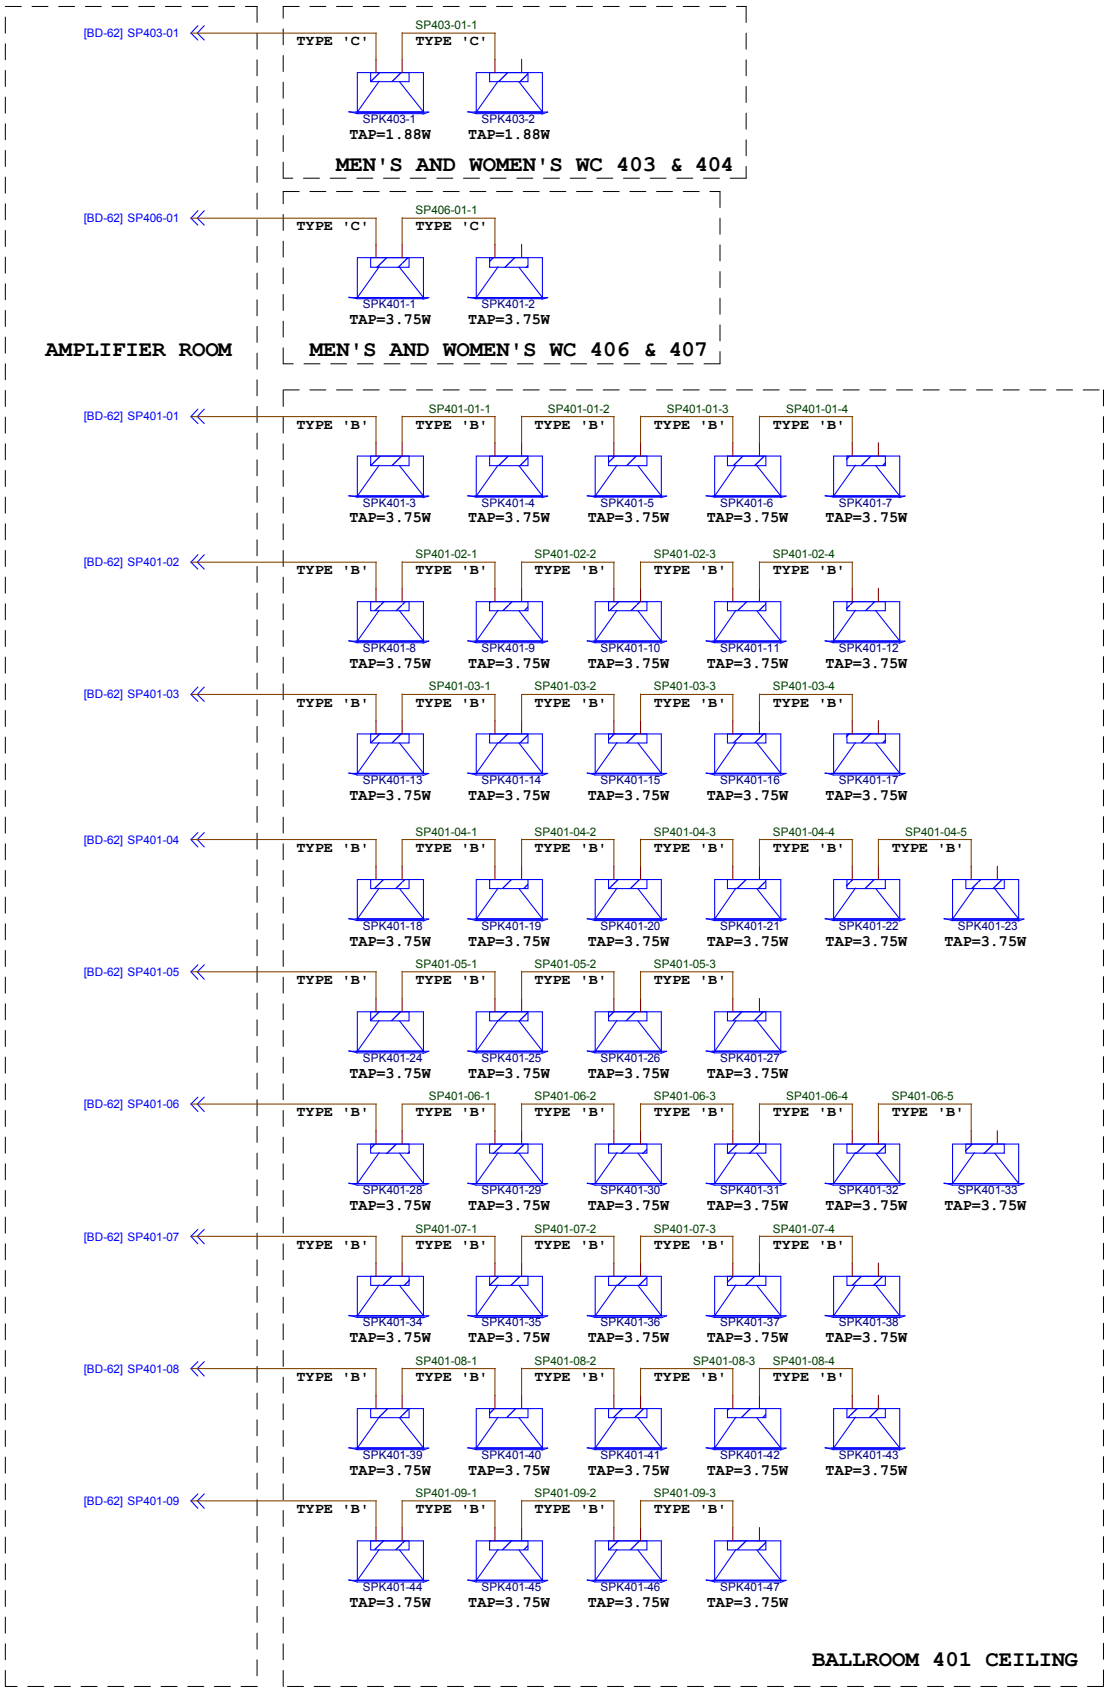 [BD-62] SP403-01
SP403-01-1
TYPE 'C' TYPE 'C'
SPK403-1 SPK403-2
TAP=1.88W TAP=1.88W
MEN'S AND WOMEN'S WC 403 & 404
[BD-62] SP406-01
SP406-01-1
TYPE 'C' TYPE 'C'
SPK401-1 SPK401-2
TAP=3.75W TAP=3.75W
AMPLIFIER ROOM
MEN'S AND WOMEN'S WC 406 & 407
[BD-62] SP401-01
SP401-01-1 SP401-01-2 SP401-01-3 SP401-01-4
TYPE 'B' TYPE 'B' TYPE 'B' TYPE 'B' TYPE 'B'
SPK401-3 SPK401-4 SPK401-5 SPK401-6 SPK401-7
TAP=3.75W TAP=3.75W TAP=3.75W TAP=3.75W TAP=3.75W
[BD-62] SP401-02
SP401-02-1 SP401-02-2 SP401-02-3 SP401-02-4
TYPE 'B' TYPE 'B' TYPE 'B' TYPE 'B' TYPE 'B'
SPK401-8 SPK401-9 SPK401-10 SPK401-11 SPK401-12
TAP=3.75W TAP=3.75W TAP=3.75W TAP=3.75W TAP=3.75W
[BD-62] SP401-03
SP401-03-1 SP401-03-2 SP401-03-3 SP401-03-4
TYPE 'B' TYPE 'B' TYPE 'B' TYPE 'B' TYPE 'B'
SPK401-13 SPK401-14 SPK401-15 SPK401-16 SPK401-17
TAP=3.75W TAP=3.75W TAP=3.75W TAP=3.75W TAP=3.75W
[BD-62] SP401-04
SP401-04-1 SP401-04-2 SP401-04-3 SP401-04-4 SP401-04-5
TYPE 'B' TYPE 'B' TYPE 'B' TYPE 'B' TYPE 'B' TYPE 'B'
SPK401-18 SPK401-19 SPK401-20 SPK401-21 SPK401-22 SPK401-23
TAP=3.75W TAP=3.75W TAP=3.75W TAP=3.75W TAP=3.75W TAP=3.75W
[BD-62] SP401-05
SP401-05-1 SP401-05-2 SP401-05-3
TYPE 'B' TYPE 'B' TYPE 'B' TYPE 'B'
SPK401-24 SPK401-25 SPK401-26 SPK401-27
TAP=3.75W TAP=3.75W TAP=3.75W TAP=3.75W
[BD-62] SP401-06
SP401-06-1 SP401-06-2 SP401-06-3 SP401-06-4 SP401-06-5
TYPE 'B' TYPE 'B' TYPE 'B' TYPE 'B' TYPE 'B' TYPE 'B'
SPK401-28 SPK401-29 SPK401-30 SPK401-31 SPK401-32 SPK401-33
TAP=3.75W TAP=3.75W TAP=3.75W TAP=3.75W TAP=3.75W TAP=3.75W
[BD-62] SP401-07
SP401-07-1 SP401-07-2 SP401-07-3 SP401-07-4
TYPE 'B' TYPE 'B' TYPE 'B' TYPE 'B' TYPE 'B'
SPK401-34 SPK401-35 SPK401-36 SPK401-37 SPK401-38
TAP=3.75W TAP=3.75W TAP=3.75W TAP=3.75W TAP=3.75W
[BD-62] SP401-08
SP401-08-1 SP401-08-2 SP401-08-3 SP401-08-4
TYPE 'B' TYPE 'B' TYPE 'B' TYPE 'B' TYPE 'B'
SPK401-39 SPK401-40 SPK401-41 SPK401-42 SPK401-43
TAP=3.75W TAP=3.75W TAP=3.75W TAP=3.75W TAP=3.75W
[BD-62] SP401-09
SP401-09-1 SP401-09-2 SP401-09-3
TYPE 'B' TYPE 'B' TYPE 'B' TYPE 'B'
SPK401-44 SPK401-45 SPK401-46 SPK401-47
TAP=3.75W TAP=3.75W TAP=3.75W TAP=3.75W
BALLROOM 401 CEILING